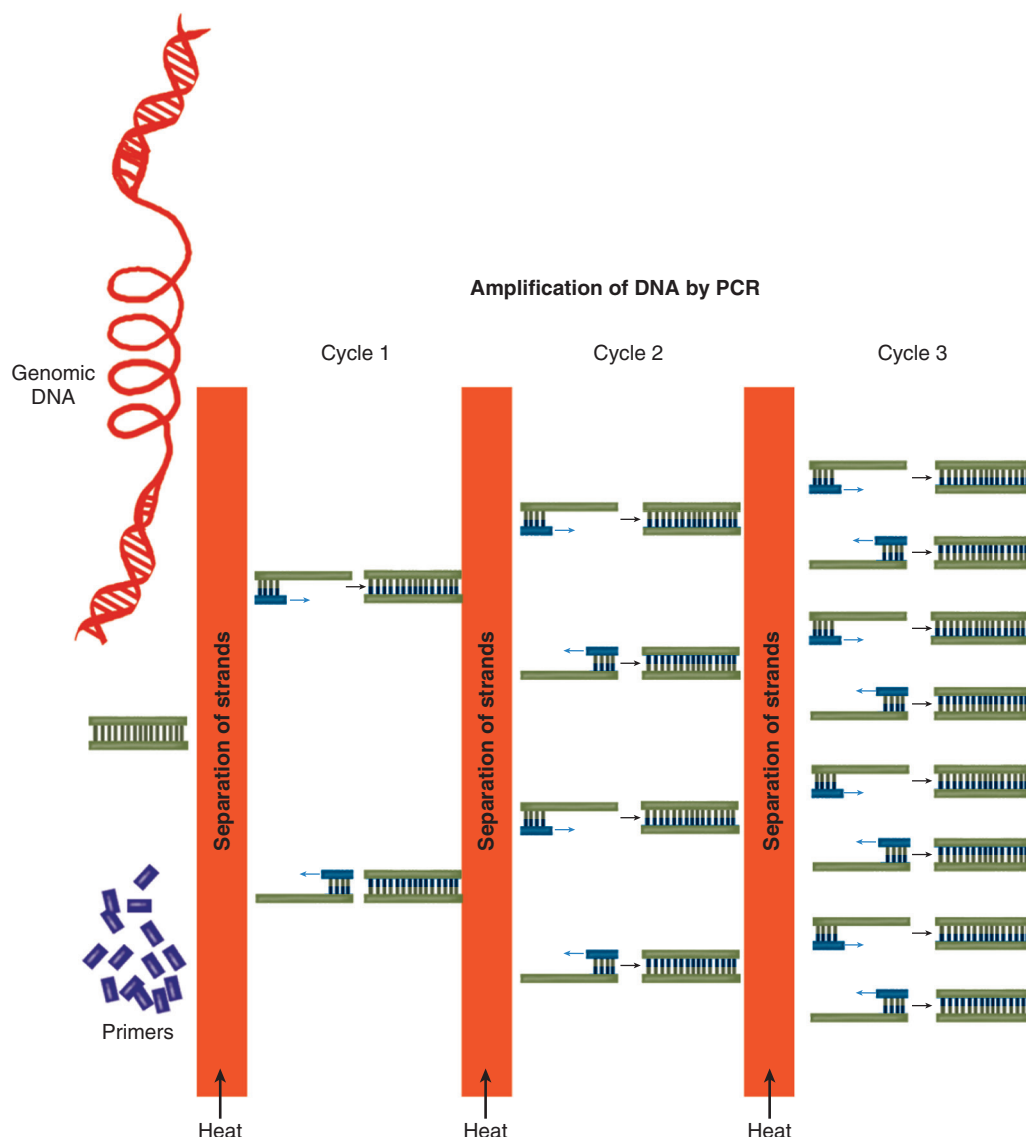 Amplification of DNA by PCR
Cycle 1
Cycle 2
Cycle 3
Genomic
DNA
Separation of strands
Separation of strands
Separation of strands
Primers
Heat
Heat
Heat